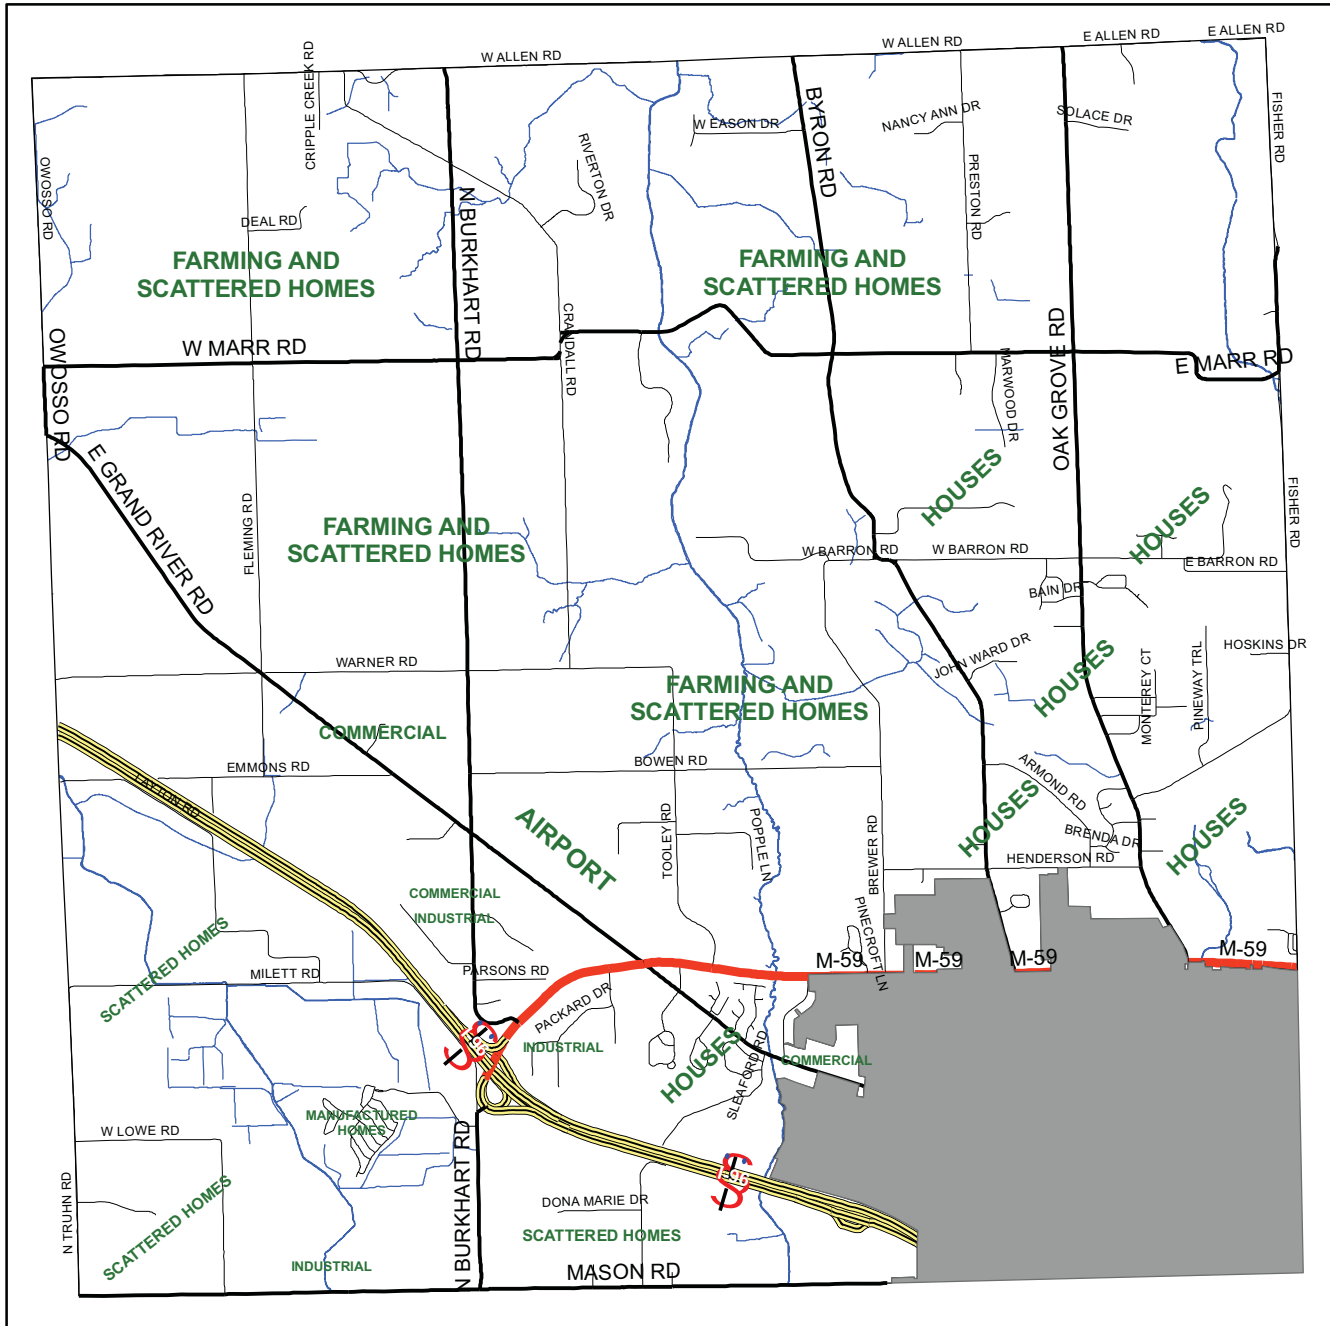 W ALLEN RD
W ALLEN RD
E ALLEN RD
E ALLEN RD
CRIPPLE CREEK RD
BYRON RD
W EASON DR
NANCY ANN DR
SOLACE DR
FISHER RD
OWOSSO RD
RIVERTON DR
PRESTON RD
N BURKHART RD
DEAL RD
FARMING AND
SCATTERED HOMES
FARMING AND
SCATTERED HOMES
CRANDALL RD
OWOSSO RD
W MARR RD
MARWOOD DR
OAK GROVE RD
E MARR RD
E GRAND RIVER RD
FLEMING RD
FARMING AND
SCATTERED HOMES
HOUSES
HOUSES
FISHER RD
W BARRON RD
W BARRON RD
E BARRON RD
BAIN DR
JOHN WARD DR
HOUSES
MONTEREY CT
PINEWAY TRL
HOSKINS DR
WARNER RD
FARMING AND
SCATTERED HOMES
COMMERCIAL
EMMONS RD
BOWEN RD
LAYTON RD
AIRPORT
TOOLEY RD
POPPLE LN
BREWER RD
HOUSES
ARMOND RD
BRENDA DR
HENDERSON RD
HOUSES
COMMERCIAL
INDUSTRIAL
PINECROFT LN
SCATTERED HOMES
MILETT RD
PARSONS RD
M-59
M-59
M-59
M-59
PACKARD DR
I-96
INDUSTRIAL
HOUSES
SLEAFORD RD
COMMERCIAL
MANUFACTURED
HOMES
W LOWE RD
N TRUHN RD
SCATTERED HOMES
N BURKHART RD
I-96
DONA MARIE DR
SCATTERED HOMES
INDUSTRIAL
MASON RD